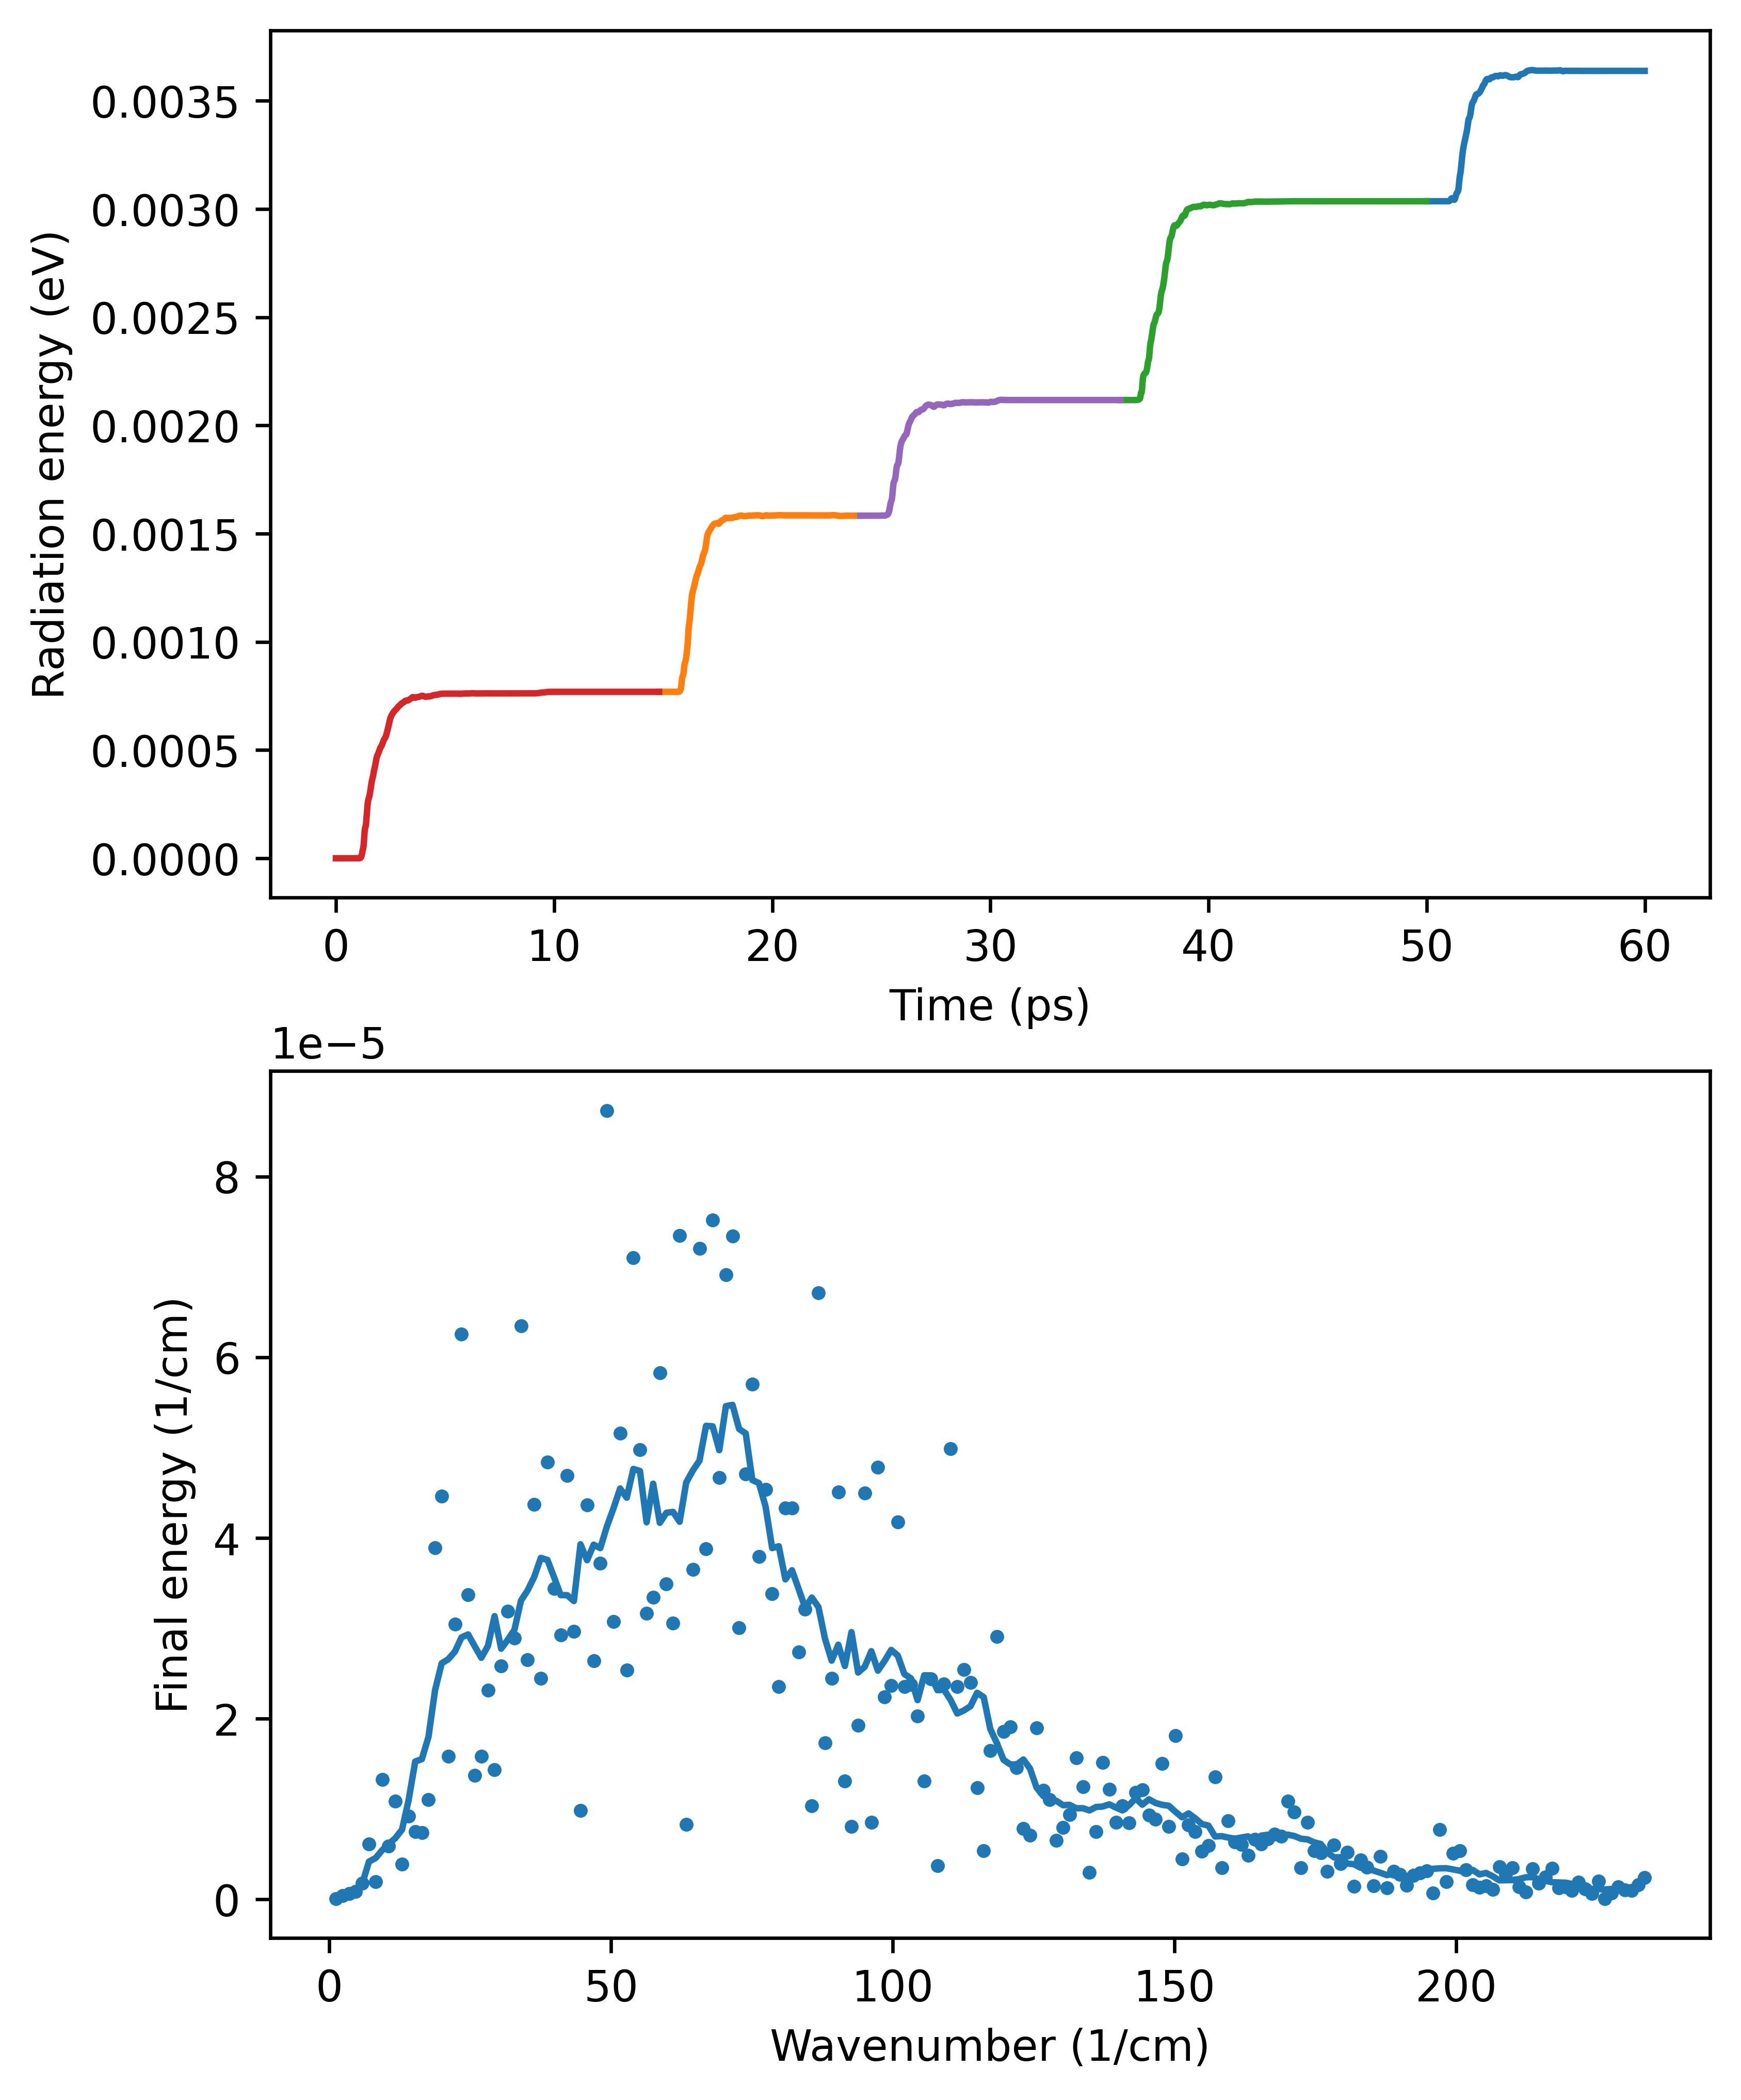 Radiation energy (eV)
0.0035
0.0030
0.0025
0.0020
0.0015
0.0010
0.0005
0.0000
0 10 20 30 40 50 60
Time (ps)
1e−5
Final energy (1/cm)
8
6
4
2
0
0 50 100 150 200
Wavenumber (1/cm)